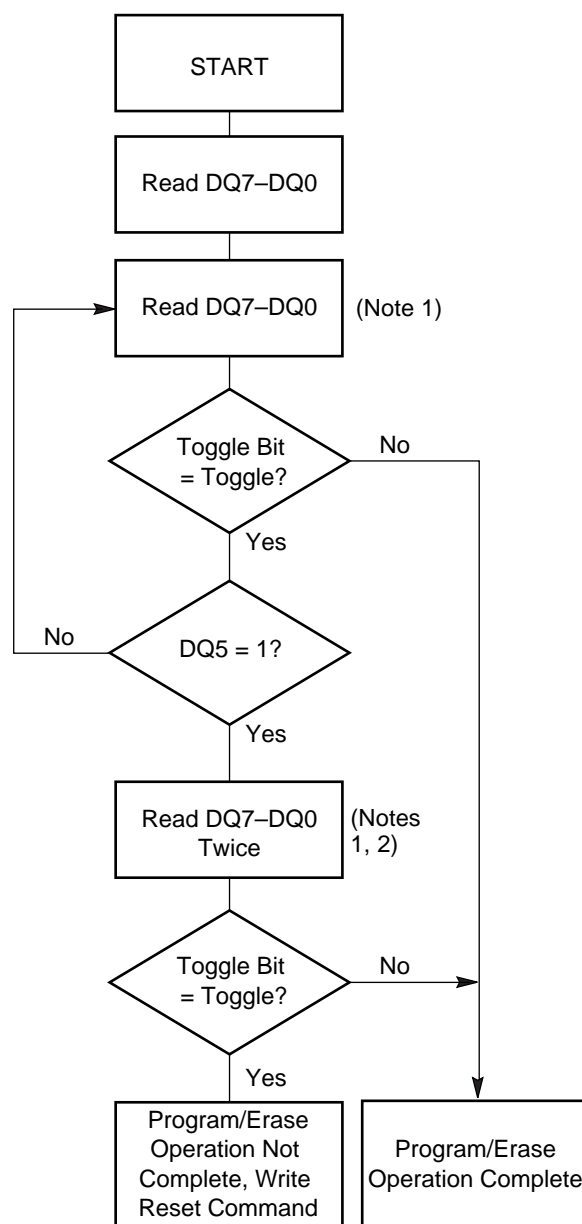 START
Read DQ7–DQ0
Read DQ7–DQ0
(Note 1)
Toggle Bit
= Toggle?
No
Yes
No
DQ5 = 1?
Yes
Read DQ7–DQ0
Twice
(Notes
1, 2)
Toggle Bit
= Toggle?
No
Yes
Program/Erase
Operation Not
Complete, Write
Reset Command
Program/Erase
Operation Complete